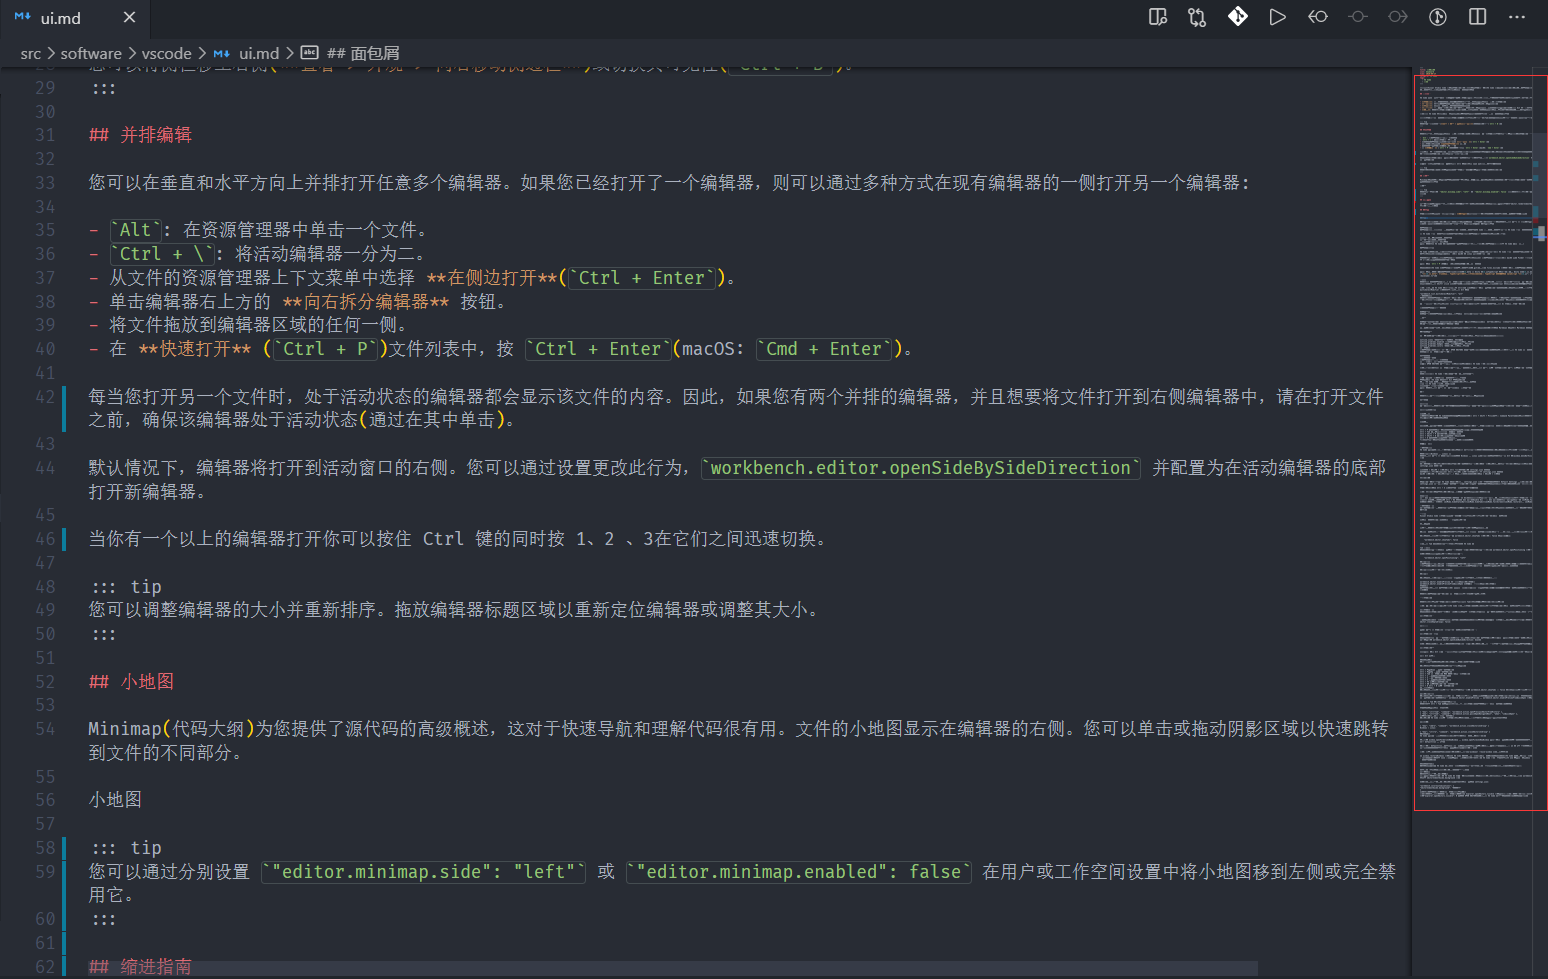 ui.md
src > software > vscode > ui.md > ## 面包屑
29 :::
30
31 ## 并排编辑
32
33 您可以在垂直和水平方向上并排打开任意多个编辑器。如果您已经打开了一个编辑器，则可以通过多种方式在现有编辑器的一侧打开另一个编辑器:
34
35 - `Alt`: 在资源管理器中单击一个文件。
36 - `Ctrl + \`: 将活动编辑器一分为二。
37 - 从文件的资源管理器上下文菜单中选择 **在侧边打开**(`Ctrl + Enter`)。
38 - 单击编辑器右上方的 **向右拆分编辑器** 按钮。
39 - 将文件拖放到编辑器区域的任何一侧。
40 - 在 **快速打开** (`Ctrl + P`)文件列表中，按 `Ctrl + Enter`(macOS: `Cmd + Enter`)。
41
42 每当您打开另一个文件时，处于活动状态的编辑器都会显示该文件的内容。因此，如果您有两个并排的编辑器，并且想要将文件打开到右侧编辑器中，请在打开文件
之前，确保该编辑器处于活动状态(通过在其中单击)。
43
44 默认情况下，编辑器将打开到活动窗口的右侧。您可以通过设置更改此行为，`workbench.editor.openSideBySideDirection` 并配置为在活动编辑器的底部
打开新编辑器。
45
46 当你有一个以上的编辑器打开你可以按住 Ctrl 键的同时按 1、2 、3在它们之间迅速切换。
47
48 ::: tip
49 您可以调整编辑器的大小并重新排序。拖放编辑器标题区域以重新定位编辑器或调整其大小。
50 :::
51
52 ## 小地图
53
54 Minimap(代码大纲)为您提供了源代码的高级概述，这对于快速导航和理解代码很有用。文件的小地图显示在编辑器的右侧。您可以单击或拖动阴影区域以快速跳转
到文件的不同部分。
55
56 小地图
57
58 ::: tip
59 您可以通过分别设置 `"editor.minimap.side": "left"` 或 `"editor.minimap.enabled": false` 在用户或工作空间设置中将小地图移到左侧或完全禁
用它。
60 :::
61
62 ## 缩进指南